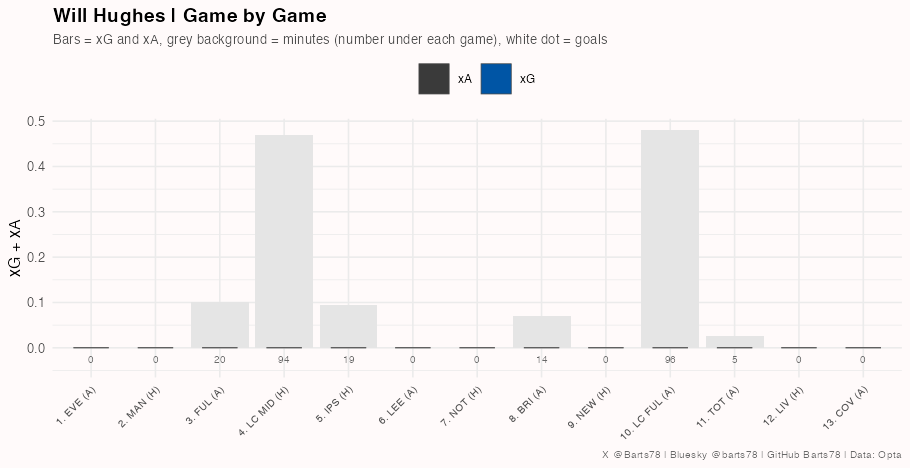 Will Hughes | Game by Game
Bars = xG and xA, grey background = minutes (number under each game), white dot = goals
xA
xG
xG + xA
0.5
0.4
0.3
0.2
0.1
0.0
0 0 20 94 19 0 0 14 0 96 5 0 0
1. EVE (A)
2. MAN (H)
3. FUL (A)
4. LC MID (H)
5. IPS (H)
6. LEE (A)
7. NOT (H)
8. BRI (A)
9. NEW (H)
10. LC FUL (A)
11. TOT (A)
12. LIV (H)
13. COV (A)
X @Barts78 | Bluesky @barts78 | GitHub Barts78 | Data: Opta